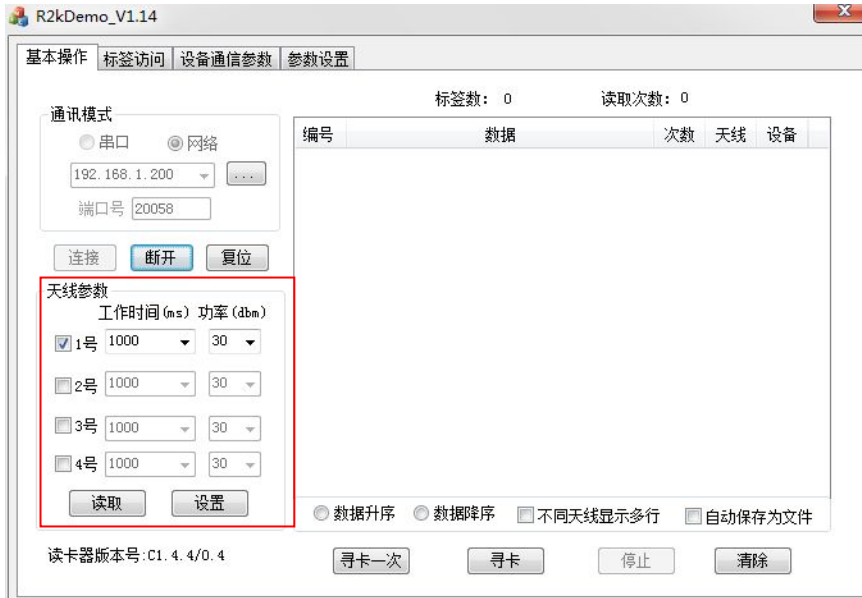 R2kDemo_V1.14
基本操作 标签访问 设备通信参数 参数设置
标签数: 0 读取次数: 0
通讯模式
串口 网络
192.168.1.200 ...
端口号 20058
连接 断开 复位
编号 数据 次数 天线 设备
天线参数
工作时间(ms) 功率(dbm)
1号 1000 30
2号 1000 30
3号 1000 30
4号 1000 30
读取 设置
数据升序 数据降序 不同天线显示多行 自动保存为文件
读卡器版本号:C1.4.4/0.4
寻卡一次 寻卡 停止 清除